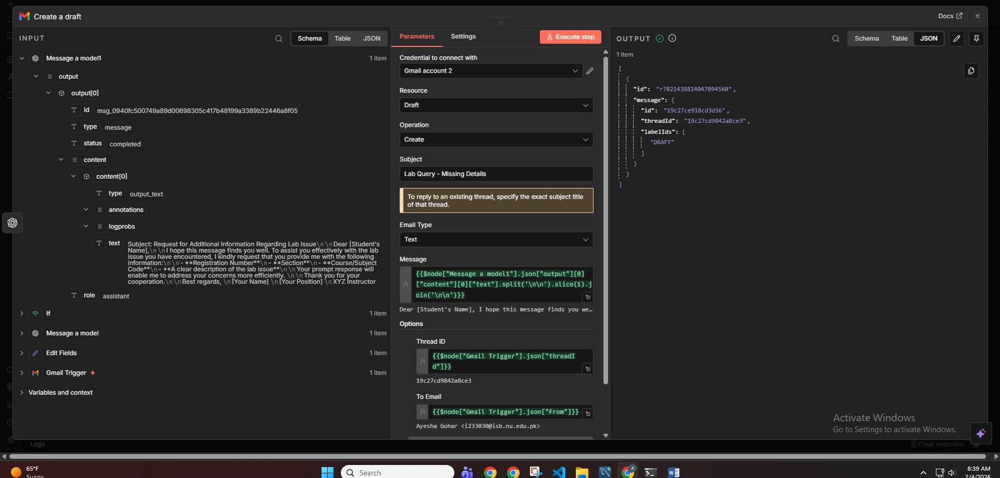 Create a draft
Docs
INPUT
Schema
Table
JSON
Message a model1
1 item
output
output[0]
id
msg_0940fc500749a89d00698305c417b48199a3389b22446a8f05
type
message
status
completed
content
content[0]
type
output_text
annotations
logprobs
text
Subject: Request for Additional Information Regarding Lab Issue\n \n Dear [Student's
Name],\n \n I hope this message finds you well. To assist you effectively with the lab
issue you have encountered, I kindly request that you provide me with the following
information:\n \n - **Registration Number**\n - **Section**\n - **Course/Subject
Code**\n - **A clear description of the lab issue**\n \n Your prompt response will
enable me to address your concerns more efficiently. \n \n Thank you for your
cooperation.\n \n Best regards, \n [Your Name] \n [Your Position] \n XYZ Instructor
role
assistant
If
1 item
Message a model
1 item
Edit Fields
1 item
Gmail Trigger
1 item
Variables and context
Parameters
Settings
Execute step
Credential to connect with
Gmail account 2
Resource
Draft
Operation
Create
Subject
Lab Query - Missing Details
To reply to an existing thread, specify the exact subject title
of that thread.
Email Type
Text
Message
fx
{{$node["Message a model1"].json["output"][0]
["content"][0]["text"].split('\n\n').slice(1).j
oin('\n\n')}}
Dear [Student's Name], I hope this message finds you we…
Options
Thread ID
fx
{{$node["Gmail Trigger"].json["threadI
d"]}}
19c27cd9842a8ce3
To Email
fx
{{$node["Gmail Trigger"].json["From"]}}
Ayesha Gohar <i233030@isb.nu.edu.pk>
OUTPUT
Schema
Table
JSON
1 item
[
{
"id": "r7821438814047094560",
"message": {
"id": "19c27ce918cd3d56",
"threadId": "19c27cd9842a8ce3",
"labelIds": [
"DRAFT"
]
}
}
]
Activate Windows
Go to Settings to activate Windows.
Logs
Clear execution
65°F
Sunny
Search
8:39 AM
2/4/2026